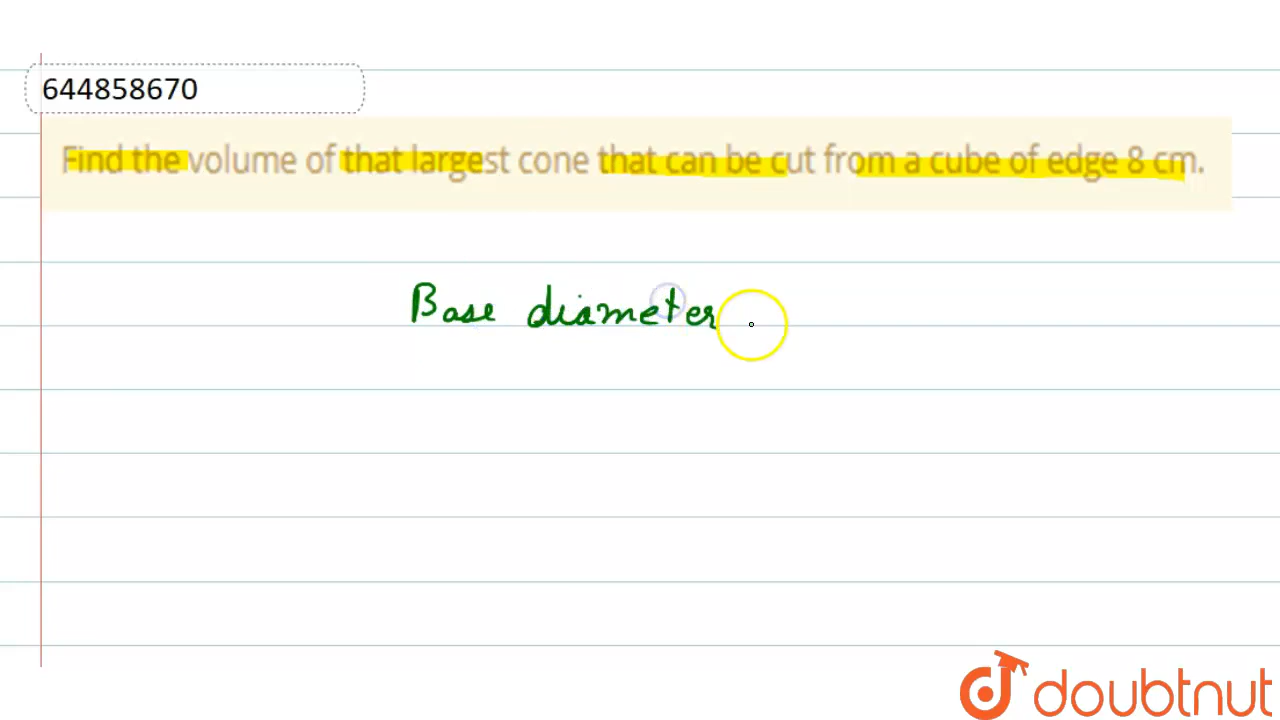 644858670
Find the volume of that largest cone that can be cut from a cube of edge 8 cm.
Base diameter
doubtnut